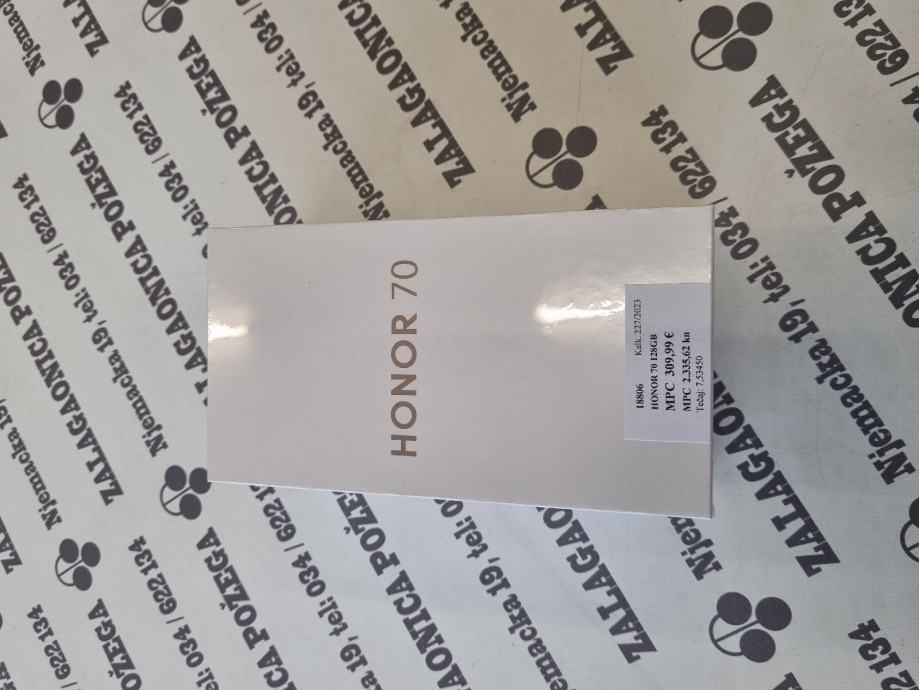 HONOR 70
18806 Kalk. 227/2023
HONOR 70 128GB
MPC 309,99 €
MPC 2.335,62 kn
Tečaj: 7,53450
ZALAGAONICA POŽEGA
Njemačka 19, tel: 034 / 622 134